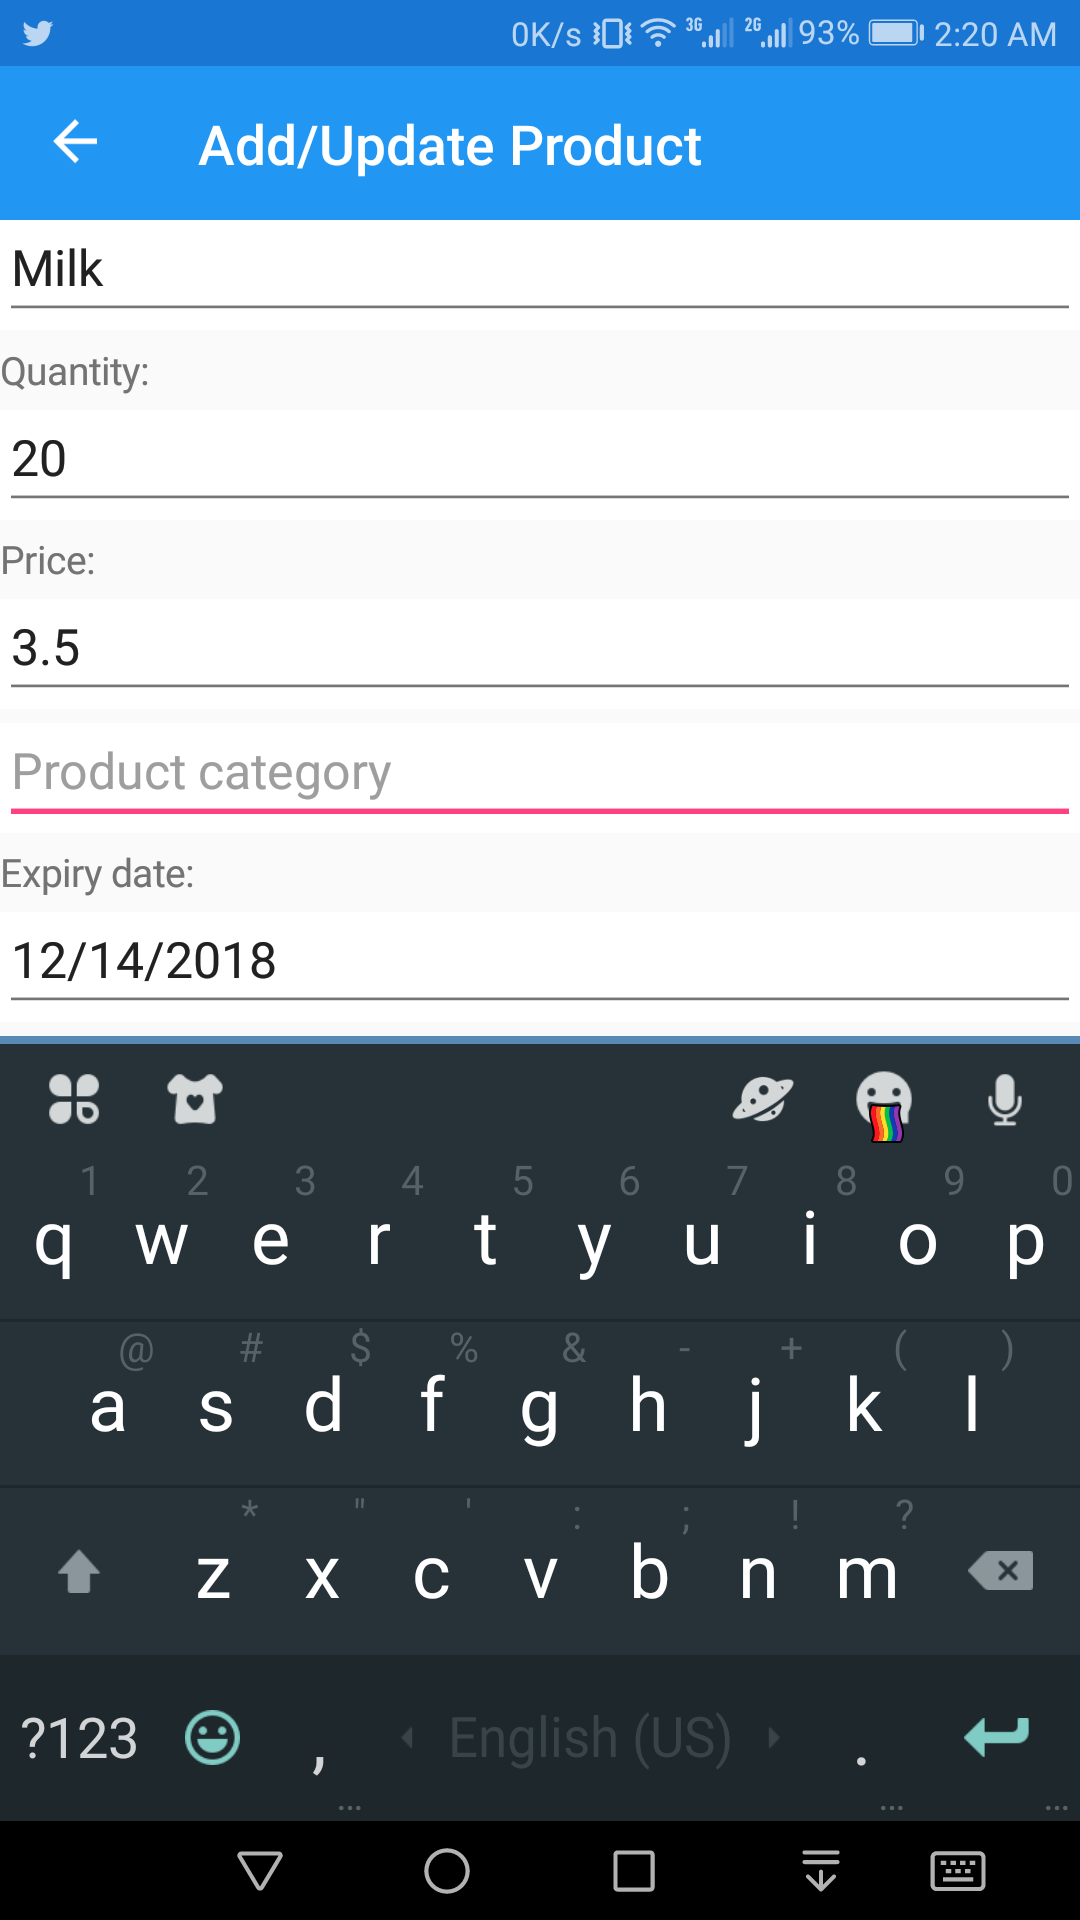 0K/s 3G 2G 93% 2:20 AM
Add/Update Product
Milk
Quantity:
20
Price:
3.5
Product category
Expiry date:
12/14/2018
1 2 3 4 5 6 7 8 9 0
q w e r t y u i o p
@ # $ % & - + ( )
a s d f g h j k l
* " ' : ; ! ?
z x c v b n m
?123 , English (US) .
... ... ...